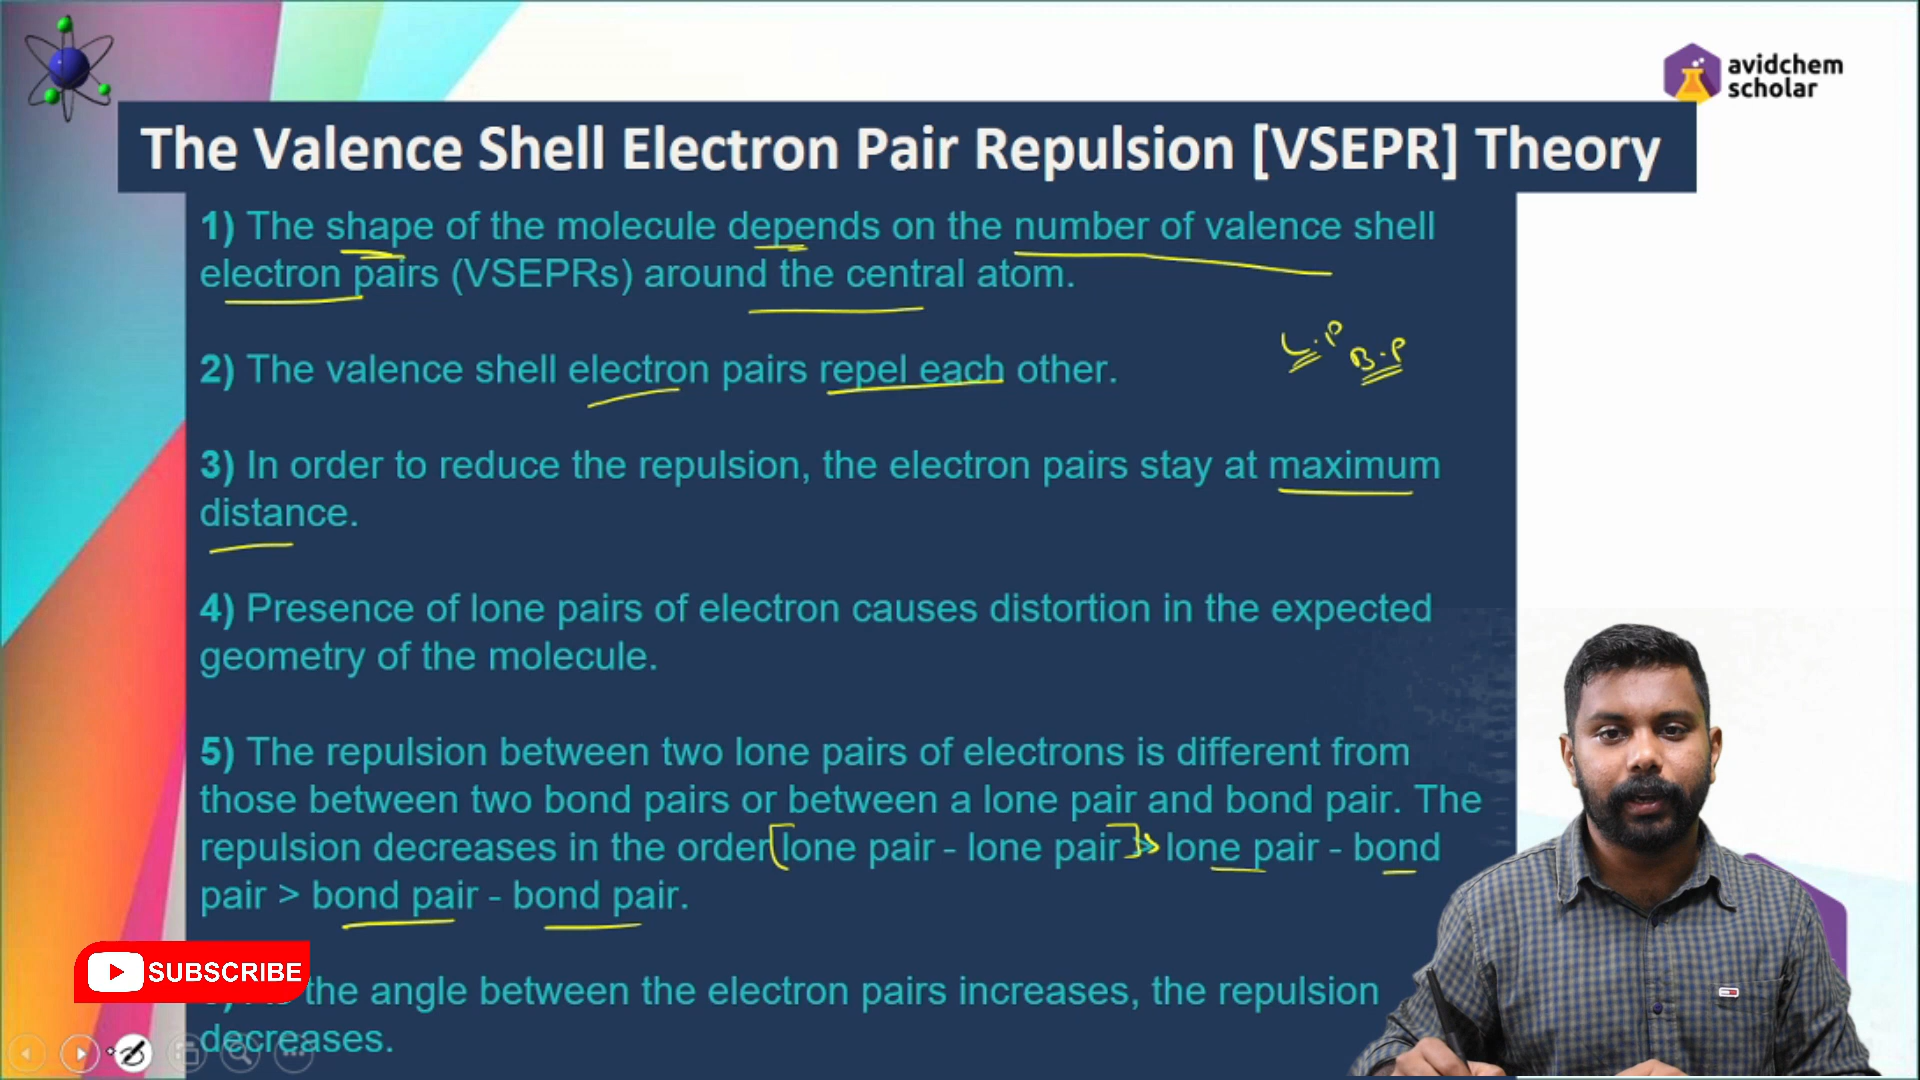 avidchem
scholar
The Valence Shell Electron Pair Repulsion [VSEPR] Theory
1) The shape of the molecule depends on the number of valence shell
electron pairs (VSEPRs) around the central atom.
L.P B.P
2) The valence shell electron pairs repel each other.
3) In order to reduce the repulsion, the electron pairs stay at maximum
distance.
4) Presence of lone pairs of electron causes distortion in the expected
geometry of the molecule.
5) The repulsion between two lone pairs of electrons is different from
those between two bond pairs or between a lone pair and bond pair. The
repulsion decreases in the order lone pair - lone pair > lone pair - bond
pair > bond pair - bond pair.
SUBSCRIBE
the angle between the electron pairs increases, the repulsion
decreases.